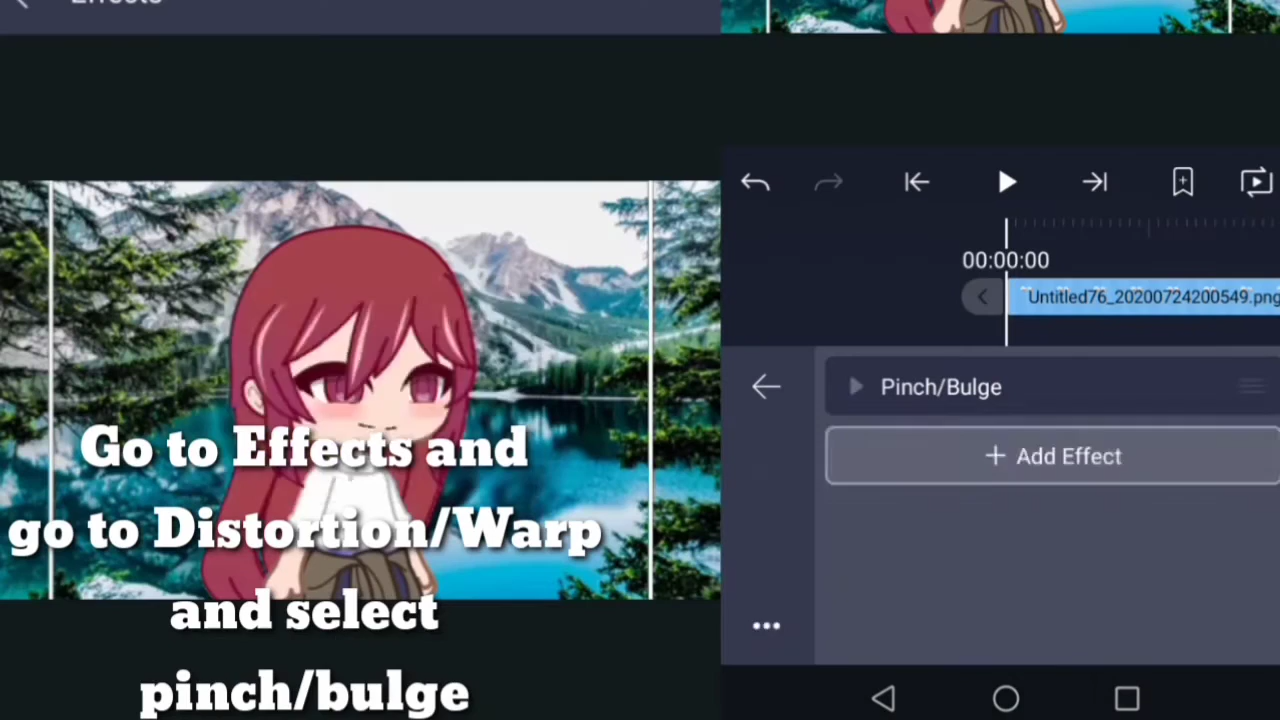 Effects
00:00:00
Untitled76_20200724200549.png
Pinch/Bulge
+ Add Effect
Go to Effects and
go to Distortion/Warp
and select
pinch/bulge